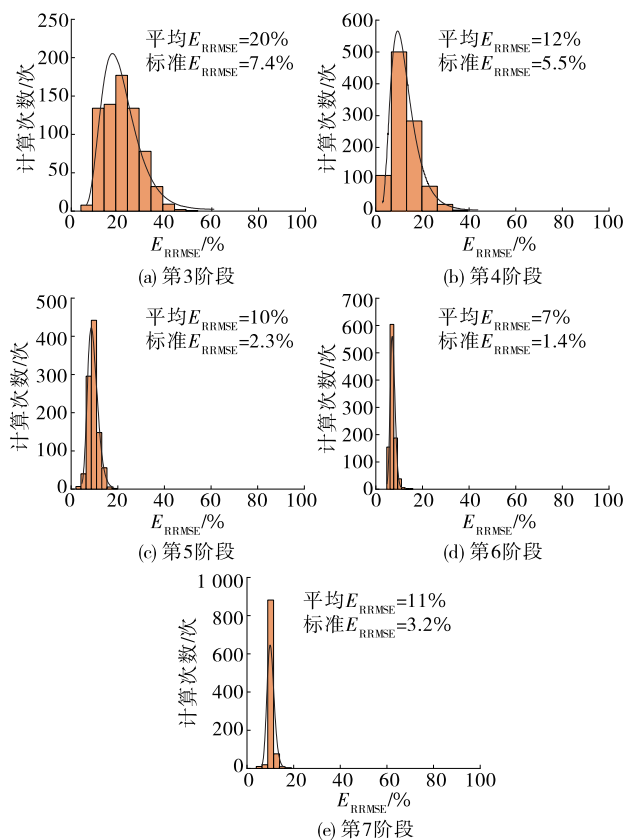 平均E_RRMSE=20%
标准E_RRMSE=7.4%
计算次数/次
250
200
150
100
50
0
0 20 40 60 80 100
E_RRMSE/%
(a) 第3阶段
平均E_RRMSE=12%
标准E_RRMSE=5.5%
计算次数/次
600
500
400
300
200
100
0
0 20 40 60 80 100
E_RRMSE/%
(b) 第4阶段
平均E_RRMSE=10%
标准E_RRMSE=2.3%
计算次数/次
500
400
300
200
100
0
0 20 40 60 80 100
E_RRMSE/%
(c) 第5阶段
平均E_RRMSE=7%
标准E_RRMSE=1.4%
计算次数/次
700
600
500
400
300
200
100
0
0 20 40 60 80 100
E_RRMSE/%
(d) 第6阶段
平均E_RRMSE=11%
标准E_RRMSE=3.2%
计算次数/次
1 000
800
600
400
200
0
0 20 40 60 80 100
E_RRMSE/%
(e) 第7阶段